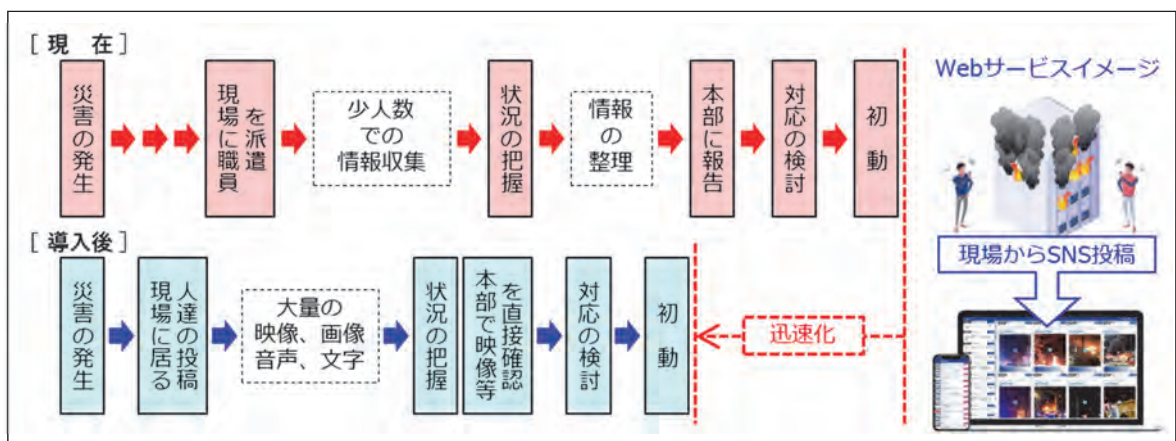 [ 現　在 ]
災害の発生
現場に職員
を派遣
少人数
での
情報収集
状況の把握
情報
の
整理
本部に報告
対応の検討
初　動
[ 導入後 ]
災害の発生
現場に居る
人達の投稿
大量の
映像、画像
音声、文字
状況の把握
本部で映像等
を直接確認
対応の検討
初　動
迅速化
Webサービスイメージ
現場からSNS投稿